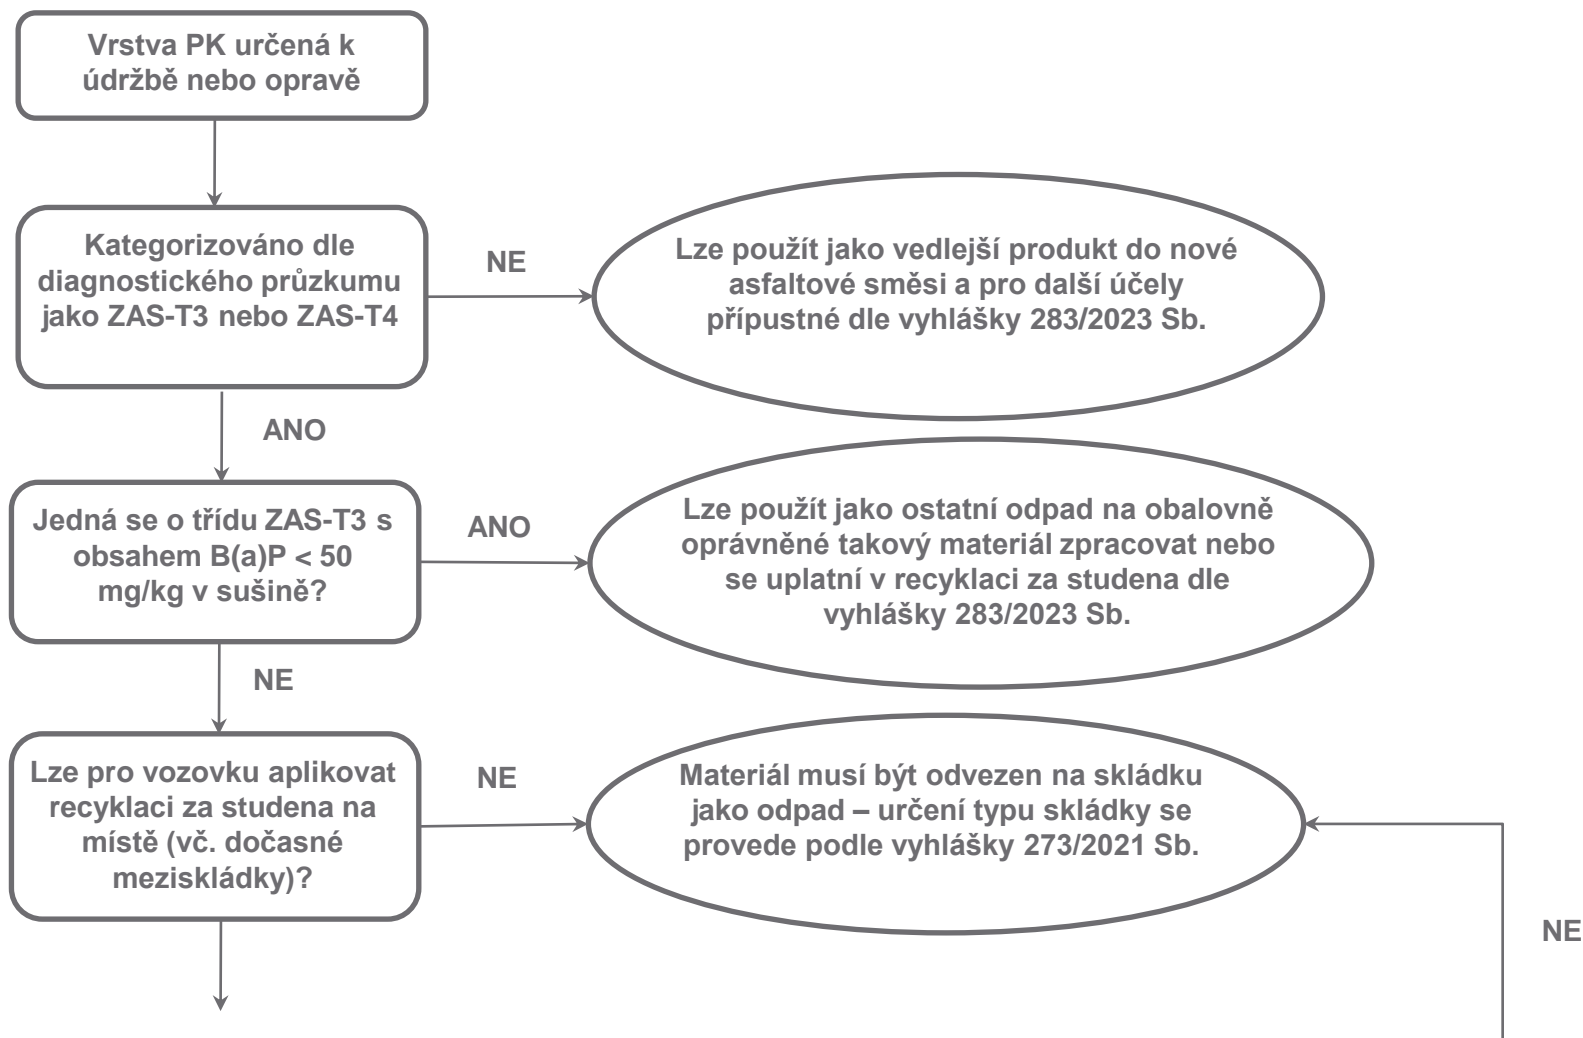 Vrstva PK určená k
údržbě nebo opravě
Kategorizováno dle
diagnostického průzkumu
jako ZAS-T3 nebo ZAS-T4
NE
Lze použít jako vedlejší produkt do nové
asfaltové směsi a pro další účely
přípustné dle vyhlášky 283/2023 Sb.
ANO
Jedná se o třídu ZAS-T3 s
obsahem B(a)P < 50
mg/kg v sušině?
ANO
Lze použít jako ostatní odpad na obalovně
oprávněné takový materiál zpracovat nebo
se uplatní v recyklaci za studena dle
vyhlášky 283/2023 Sb.
NE
Lze pro vozovku aplikovat
recyklaci za studena na
místě (vč. dočasné
meziskládky)?
NE
Materiál musí být odvezen na skládku
jako odpad – určení typu skládky se
provede podle vyhlášky 273/2021 Sb.
NE